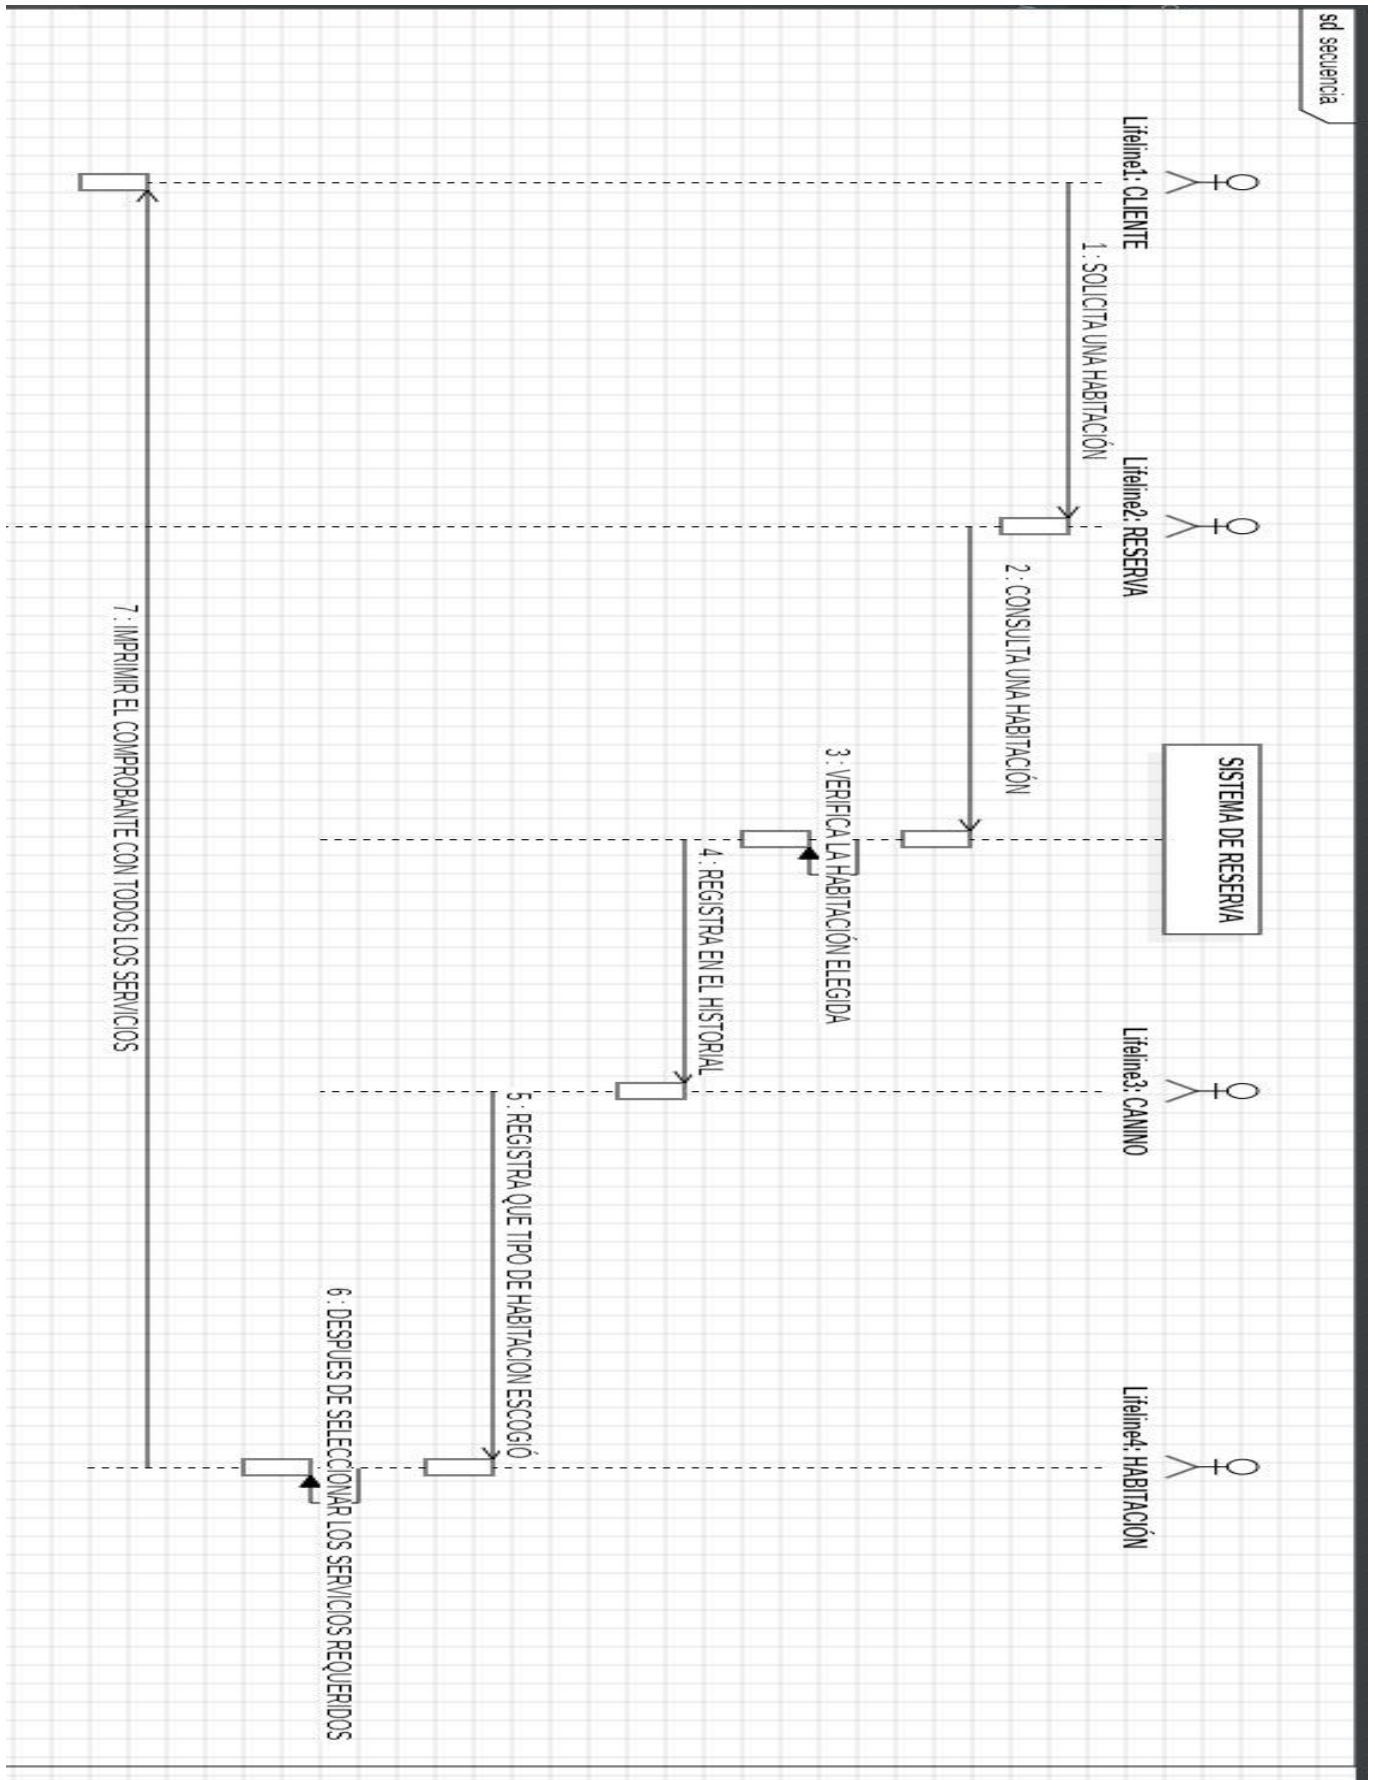 sd secuencia
Lifeline1: CLIENTE
Lifeline2: RESERVA
SISTEMA DE RESERVA
Lifeline3: CANINO
Lifeline4: HABITACIÓN
1 : SOLICITA UNA HABITACIÓN
2 : CONSULTA UNA HABITACIÓN
3 : VERIFICA LA HABITACIÓN ELEGIDA
4 : REGISTRA EN EL HISTORIAL
5 : REGISTRA QUE TIPO DE HABITACION ESCOGIÓ
6 : DESPUES DE SELECCIONAR LOS SERVICIOS REQUERIDOS
7 : IMPRIMIR EL COMPROBANTE CON TODOS LOS SERVICIOS